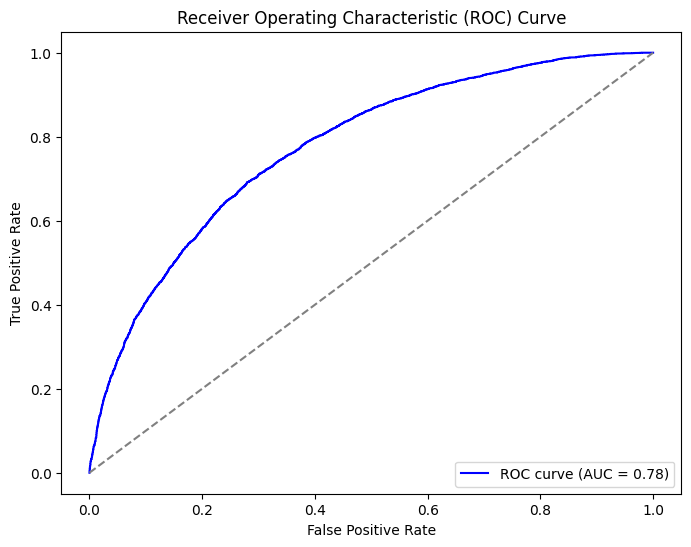 Receiver Operating Characteristic (ROC) Curve
True Positive Rate
1.0
0.8
0.6
0.4
0.2
0.0
ROC curve (AUC = 0.78)
0.0 0.2 0.4 0.6 0.8 1.0
False Positive Rate